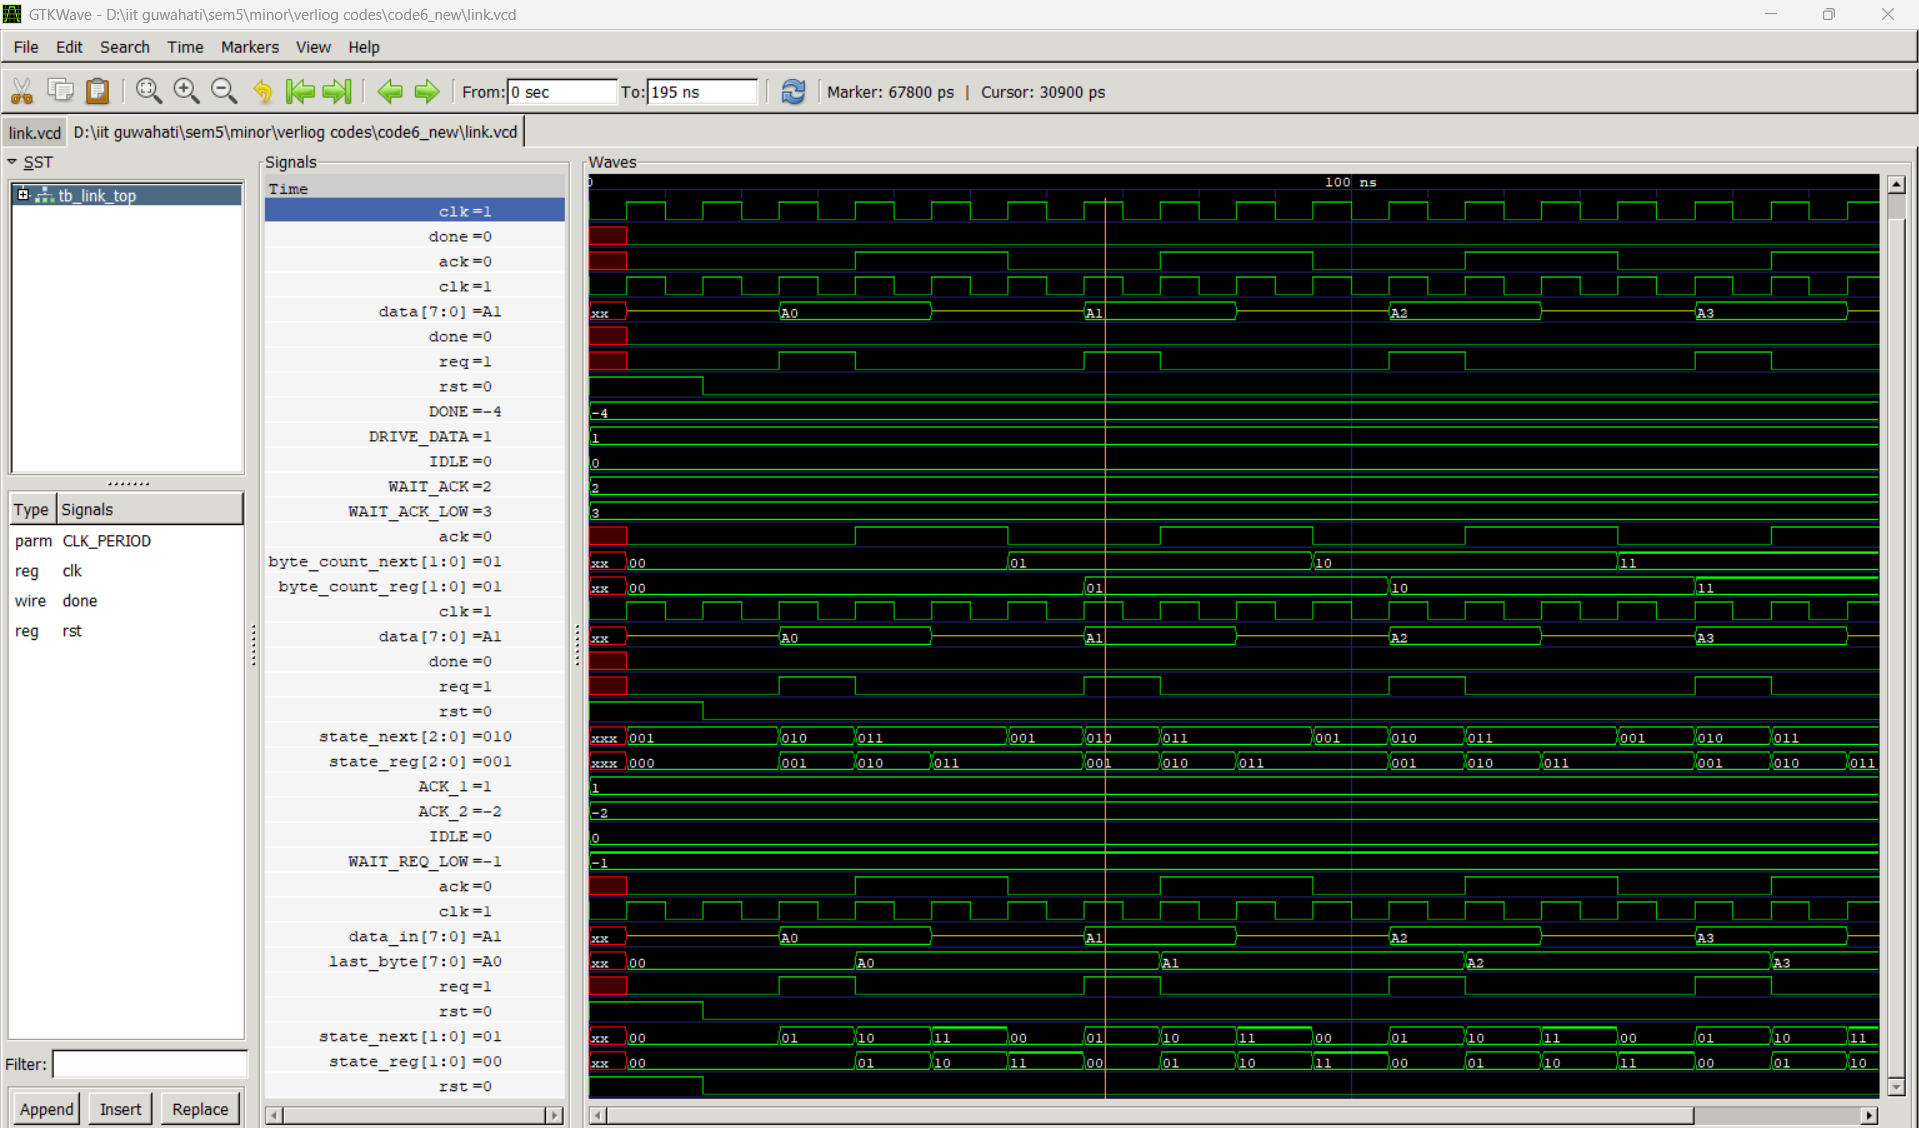 GTKWave - D:\iit guwahati\sem5\minor\verliog codes\code6_new\link.vcd
File Edit Search Time Markers View Help
From: 0 sec To: 195 ns Marker: 67800 ps | Cursor: 30900 ps
link.vcd D:\iit guwahati\sem5\minor\verliog codes\code6_new\link.vcd
SST
tb_link_top
Type Signals
parm CLK_PERIOD
reg clk
wire done
reg rst
Filter:
Append Insert Replace
Signals
Time
clk=1
done=0
ack=0
clk=1
data[7:0]=A1
done=0
req=1
rst=0
DONE=-4
DRIVE_DATA=1
IDLE=0
WAIT_ACK=2
WAIT_ACK_LOW=3
ack=0
byte_count_next[1:0]=01
byte_count_reg[1:0]=01
clk=1
data[7:0]=A1
done=0
req=1
rst=0
state_next[2:0]=010
state_reg[2:0]=001
ACK_1=1
ACK_2=-2
IDLE=0
WAIT_REQ_LOW=-1
ack=0
clk=1
data_in[7:0]=A1
last_byte[7:0]=A0
req=1
rst=0
state_next[1:0]=01
state_reg[1:0]=00
rst=0
Waves
0 100 ns
xx A0 A1 A2 A3
-4
1
0
2
3
xx 00 01 10 11
xx 00 01 10 11
xx A0 A1 A2 A3
xxx 001 010 011 001 010 011 001 010 011 001 010 011
xxx 000 001 010 011 001 010 011 001 010 011 001 010 011
1
-2
0
-1
xx A0 A1 A2 A3
xx 00 A0 A1 A2 A3
xx 00 01 10 11 00 01 10 11 00 01 10 11 00 01 10 11
xx 00 01 10 11 00 01 10 11 00 01 10 11 00 01 10